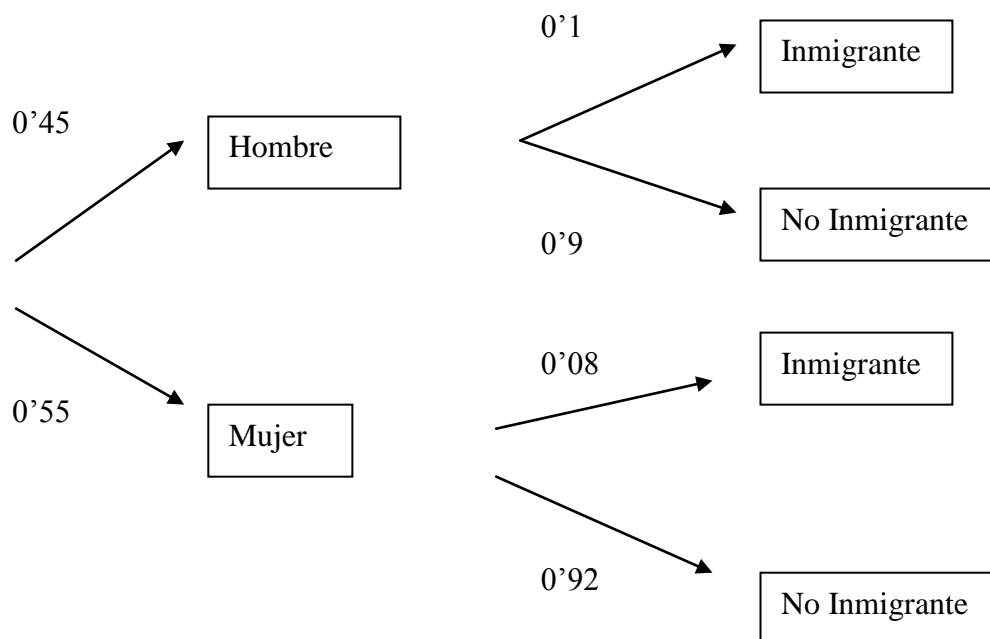 0’1
Inmigrante
0’45
Hombre
No Inmigrante
0’9
Inmigrante
0’08
0’55
Mujer
0’92
No Inmigrante